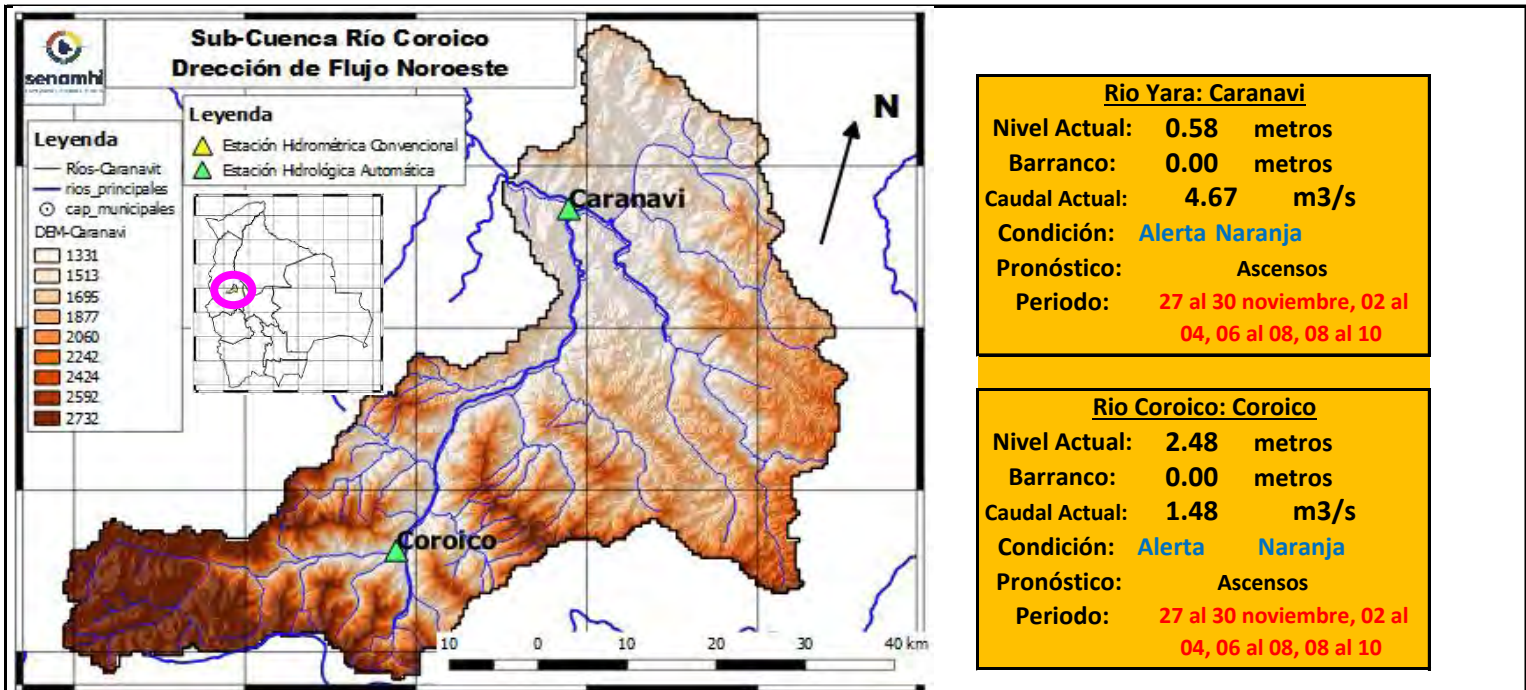 senamhi
Sub-Cuenca Río Coroico
Drección de Flujo Noroeste
Leyenda
Estación Hidrométrica Convencional
Estación Hidrológica Automática
Leyenda
Ríos-Caranavit
rios_principales
cap_municipales
DEM-Caranavi
1331
1513
1695
1877
2060
2242
2424
2592
2732
N
Caranavi
Coroico
10 0 10 20 30 40 km
Rio Yara: Caranavi
Nivel Actual: 0.58 metros
Barranco: 0.00 metros
Caudal Actual: 4.67 m3/s
Condición: Alerta Naranja
Pronóstico: Ascensos
Periodo: 27 al 30 noviembre, 02 al
04, 06 al 08, 08 al 10
Rio Coroico: Coroico
Nivel Actual: 2.48 metros
Barranco: 0.00 metros
Caudal Actual: 1.48 m3/s
Condición: Alerta Naranja
Pronóstico: Ascensos
Periodo: 27 al 30 noviembre, 02 al
04, 06 al 08, 08 al 10